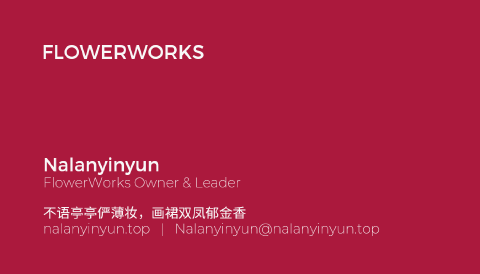 FLOWERWORKS
Nalanyinyun
FlowerWorks Owner & Leader
不语亭亭俨薄妆，画裙双凤郁金香
nalanyinyun.top | Nalanyinyun@nalanyinyun.top